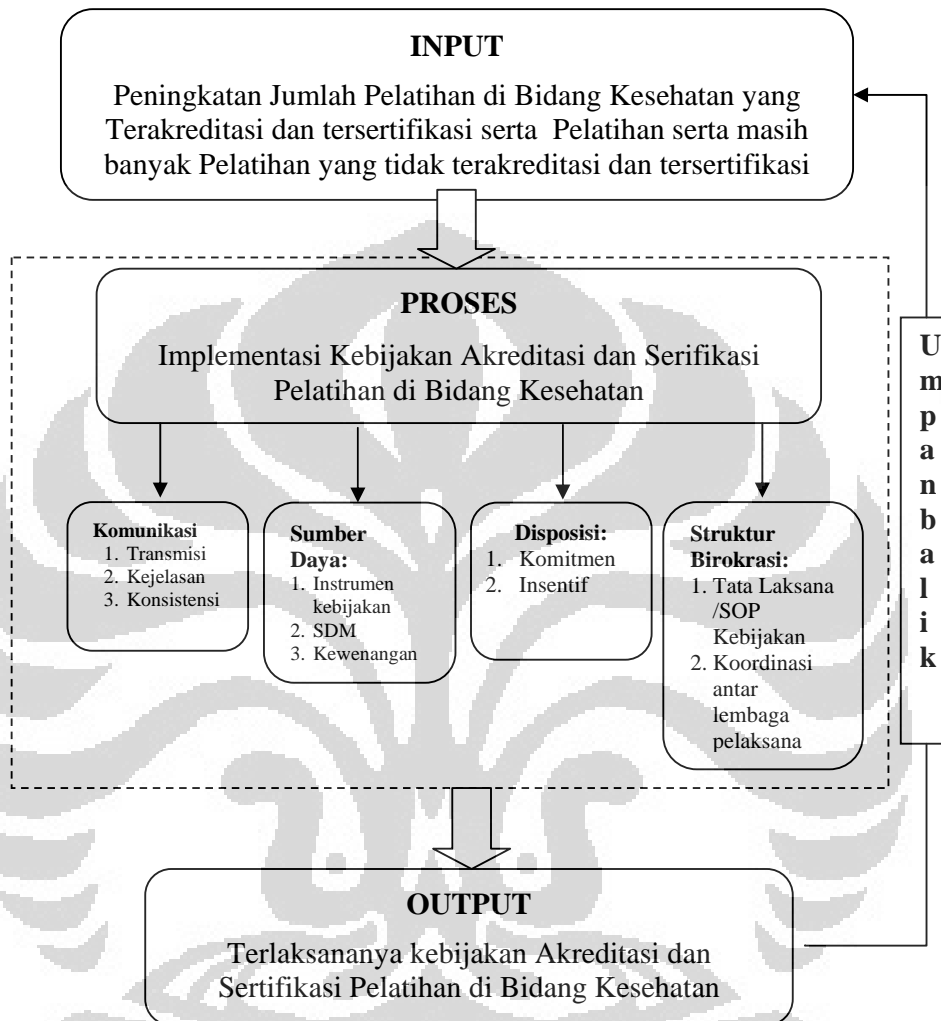 INPUT
Peningkatan Jumlah Pelatihan di Bidang Kesehatan yang
Terakreditasi dan tersertifikasi serta Pelatihan serta masih
banyak Pelatihan yang tidak terakreditasi dan tersertifikasi
PROSES
Implementasi Kebijakan Akreditasi dan Serifikasi
Pelatihan di Bidang Kesehatan
Komunikasi
1. Transmisi
2. Kejelasan
3. Konsistensi
Sumber
Daya:
1. Instrumen
kebijakan
2. SDM
3. Kewenangan
Disposisi:
1. Komitmen
2. Insentif
Struktur
Birokrasi:
1. Tata Laksana
/SOP
Kebijakan
2. Koordinasi
antar
lembaga
pelaksana
U
m
p
a
n
b
a
l
i
k
OUTPUT
Terlaksananya kebijakan Akreditasi dan
Sertifikasi Pelatihan di Bidang Kesehatan